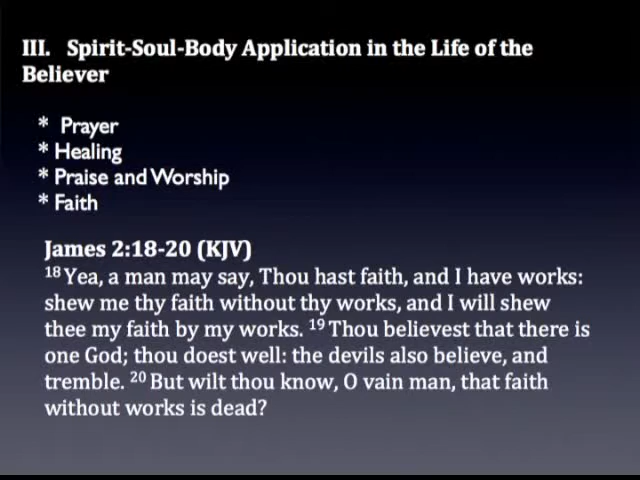 III. Spirit-Soul-Body Application in the Life of the
Believer
* Prayer
* Healing
* Praise and Worship
* Faith
James 2:18-20 (KJV)
18 Yea, a man may say, Thou hast faith, and I have works:
shew me thy faith without thy works, and I will shew
thee my faith by my works. 19 Thou believest that there is
one God; thou doest well: the devils also believe, and
tremble. 20 But wilt thou know, O vain man, that faith
without works is dead?